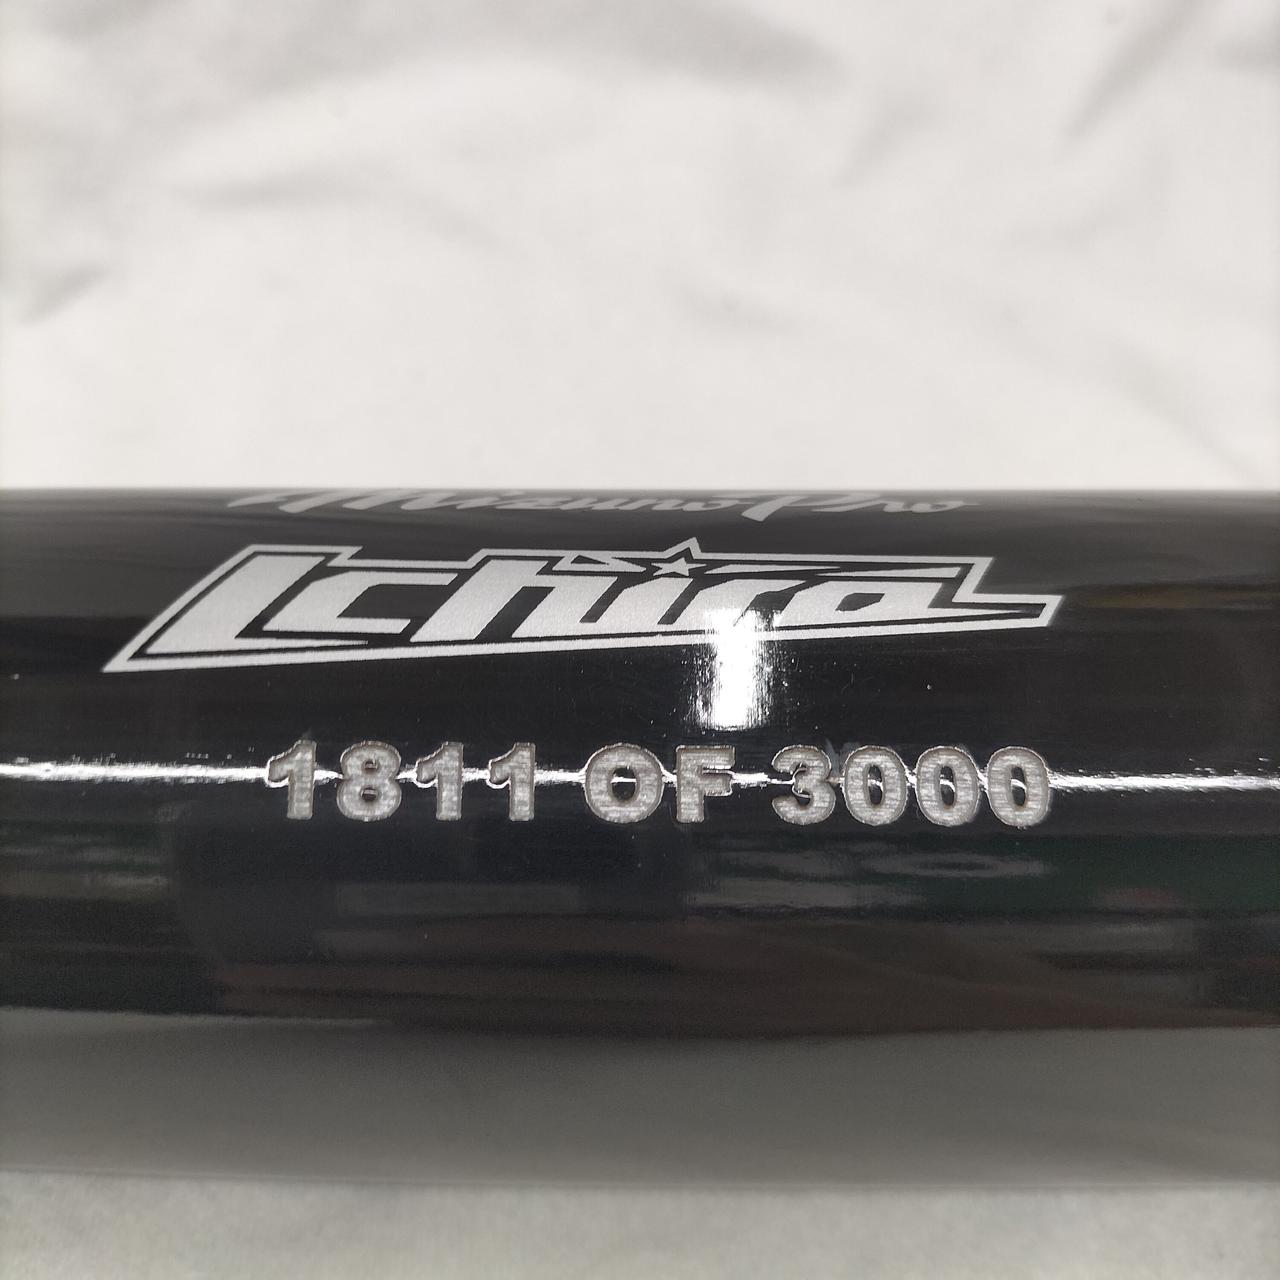 Mizuno Pro
Ichiro
1811 OF 3000